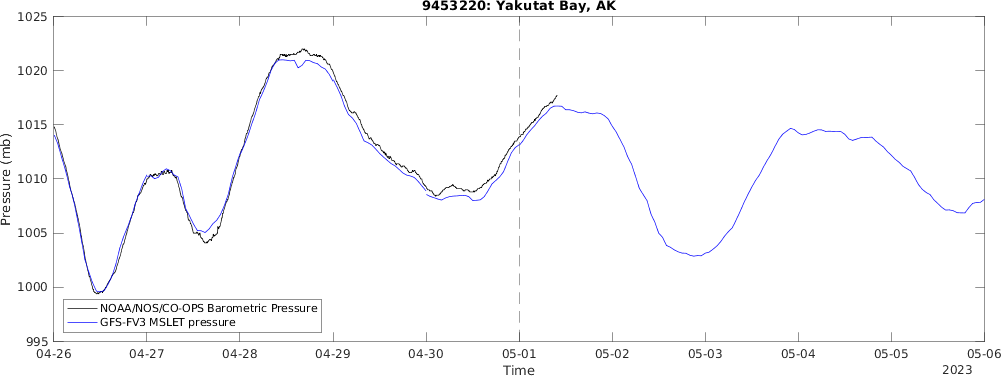 9453220: Yakutat Bay, AK
1025
1020
1015
1010
1005
1000
995
Pressure (mb)
NOAA/NOS/CO-OPS Barometric Pressure
GFS-FV3 MSLET pressure
04-26 04-27 04-28 04-29 04-30 05-01 05-02 05-03 05-04 05-05 05-06
Time
2023